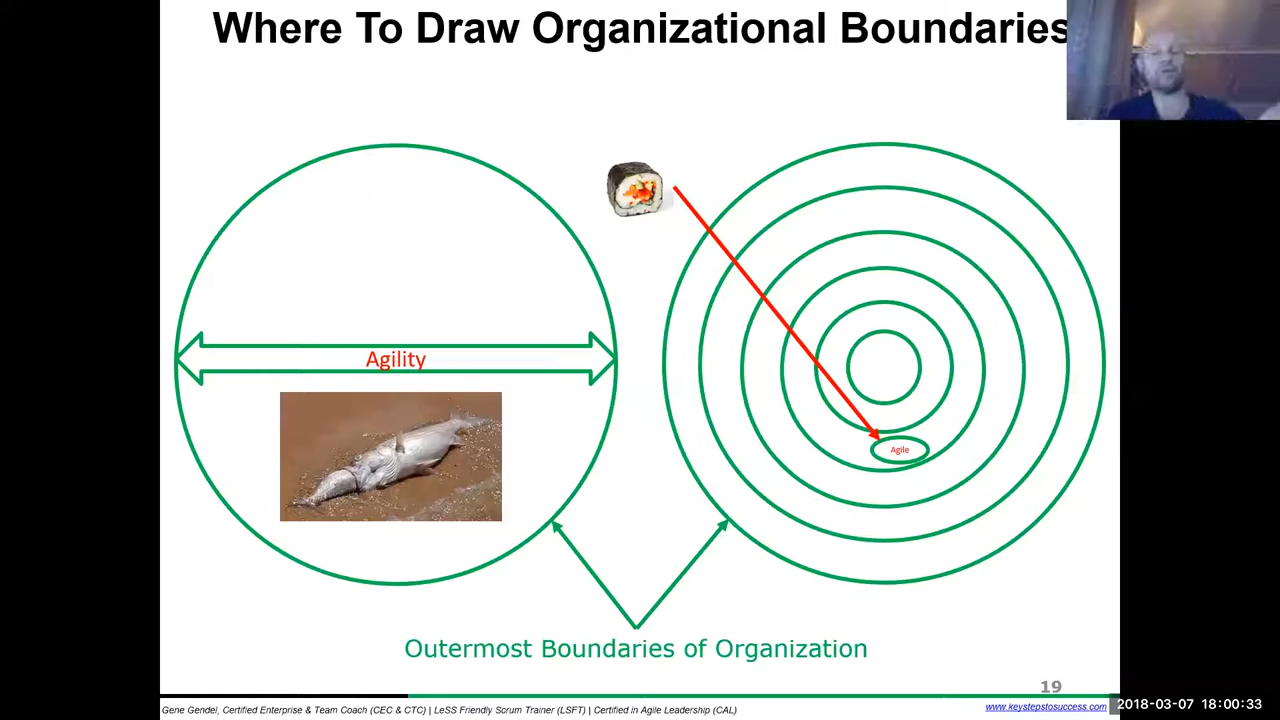 Where To Draw Organizational Boundaries
Agility
Agile
Outermost Boundaries of Organization
19
Gene Gendel, Certified Enterprise & Team Coach (CEC & CTC) | LeSS Friendly Scrum Trainer (LSFT) | Certified in Agile Leadership (CAL)
www.keystepstosuccess.com
2018-03-07 18:00:33